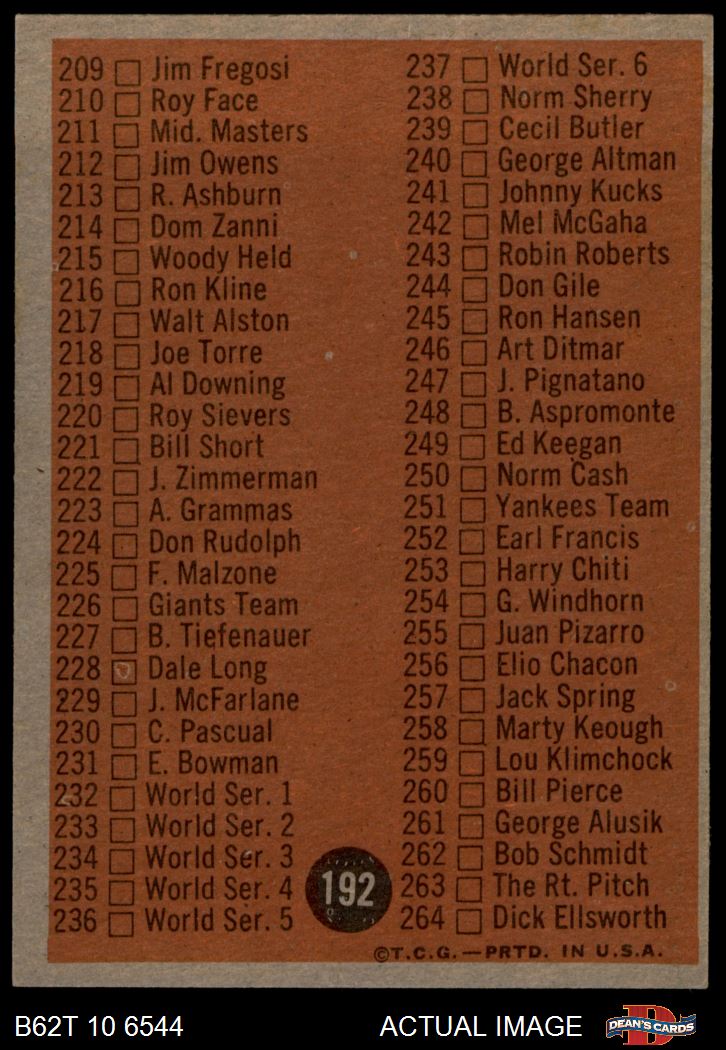 209 Jim Fregosi
210 Roy Face
211 Mid. Masters
212 Jim Owens
213 R. Ashburn
214 Dom Zanni
215 Woody Held
216 Ron Kline
217 Walt Alston
218 Joe Torre
219 Al Downing
220 Roy Sievers
221 Bill Short
222 J. Zimmerman
223 A. Grammas
224 Don Rudolph
225 F. Malzone
226 Giants Team
227 B. Tiefenauer
228 Dale Long
229 J. McFarlane
230 C. Pascual
231 E. Bowman
232 World Ser. 1
233 World Ser. 2
234 World Ser. 3
235 World Ser. 4
236 World Ser. 5
237 World Ser. 6
238 Norm Sherry
239 Cecil Butler
240 George Altman
241 Johnny Kucks
242 Mel McGaha
243 Robin Roberts
244 Don Gile
245 Ron Hansen
246 Art Ditmar
247 J. Pignatano
248 B. Aspromonte
249 Ed Keegan
250 Norm Cash
251 Yankees Team
252 Earl Francis
253 Harry Chiti
254 G. Windhorn
255 Juan Pizarro
256 Elio Chacon
257 Jack Spring
258 Marty Keough
259 Lou Klimchock
260 Bill Pierce
261 George Alusik
262 Bob Schmidt
263 The Rt. Pitch
264 Dick Ellsworth
192
©T.C.G.—PRTD. IN U.S.A.
B62T 10 6544
ACTUAL IMAGE
D
DEAN'S CARDS